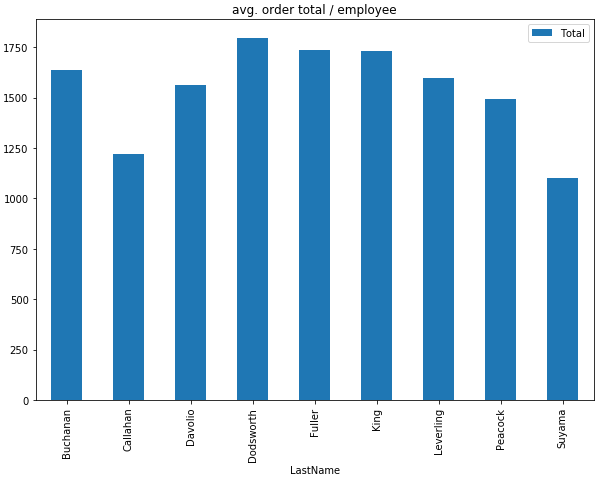 avg. order total / employee
Total
1750
1500
1250
1000
750
500
250
0
Buchanan
Callahan
Davolio
Dodsworth
Fuller
King
Leverling
Peacock
Suyama
LastName